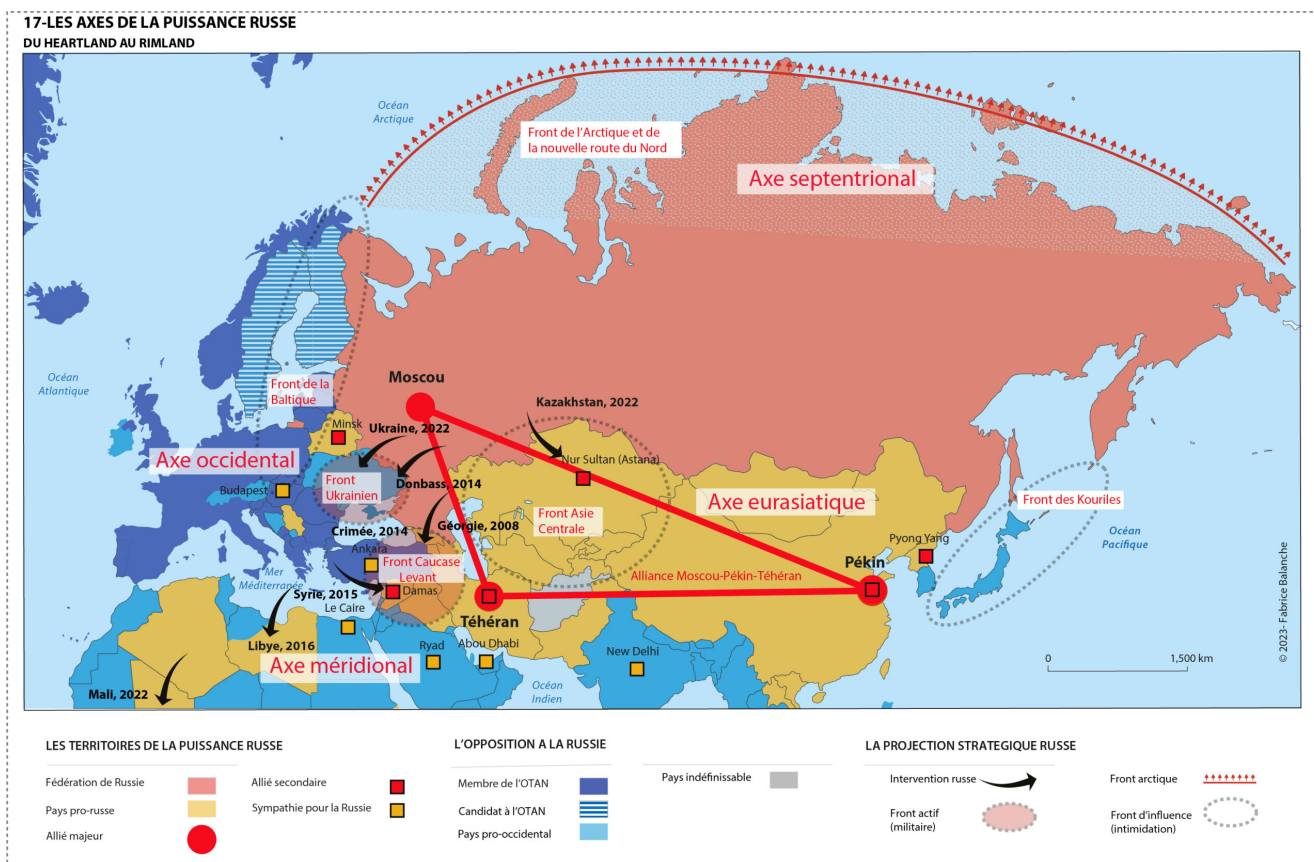 17-LES AXES DE LA PUISSANCE RUSSE
DU HEARTLAND AU RIMLAND
Océan
Arctique
Front de l'Arctique et de
la nouvelle route du Nord
Axe septentrional
Océan
Atlantique
Front de la
Baltique
Moscou
Kazakhstan, 2022
Minsk
Ukraine, 2022
Axe occidental
Nur Sultan (Astana)
Budapest
Front
Ukrainien
Donbass, 2014
Axe eurasiatique
Front des Kouriles
Front Asie
Centrale
Crimée, 2014
Géorgie, 2008
Océan
Pacifique
Ankara
Pyong Yang
Mer
Méditerranée
Front Caucase
Levant
Pékin
Alliance Moscou-Pékin-Téhéran
Damas
Syrie, 2015
Le Caire
Téhéran
Libye, 2016
Ryad
Abou Dhabi
New Delhi
Axe méridional
Mali, 2022
Océan
Indien
0
1,500 km
© 2023- Fabrice Balanche
LES TERRITOIRES DE LA PUISSANCE RUSSE
Fédération de Russie
Pays pro-russe
Allié majeur
Allié secondaire
Sympathie pour la Russie
L'OPPOSITION A LA RUSSIE
Membre de l'OTAN
Candidat à l'OTAN
Pays pro-occidental
Pays indéfinissable
LA PROJECTION STRATEGIQUE RUSSE
Intervention russe
Front actif
(militaire)
Front arctique
Front d'influence
(intimidation)